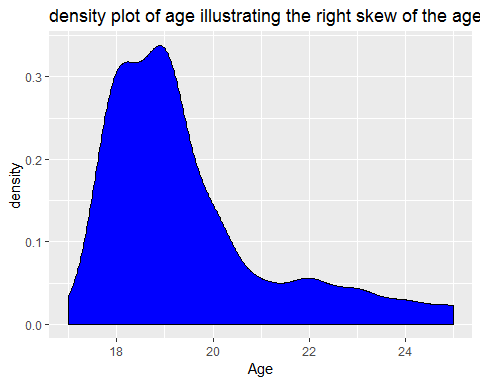 density plot of age illustrating the right skew of the age
0.3
0.2
0.1
0.0
density
18 20 22 24
Age